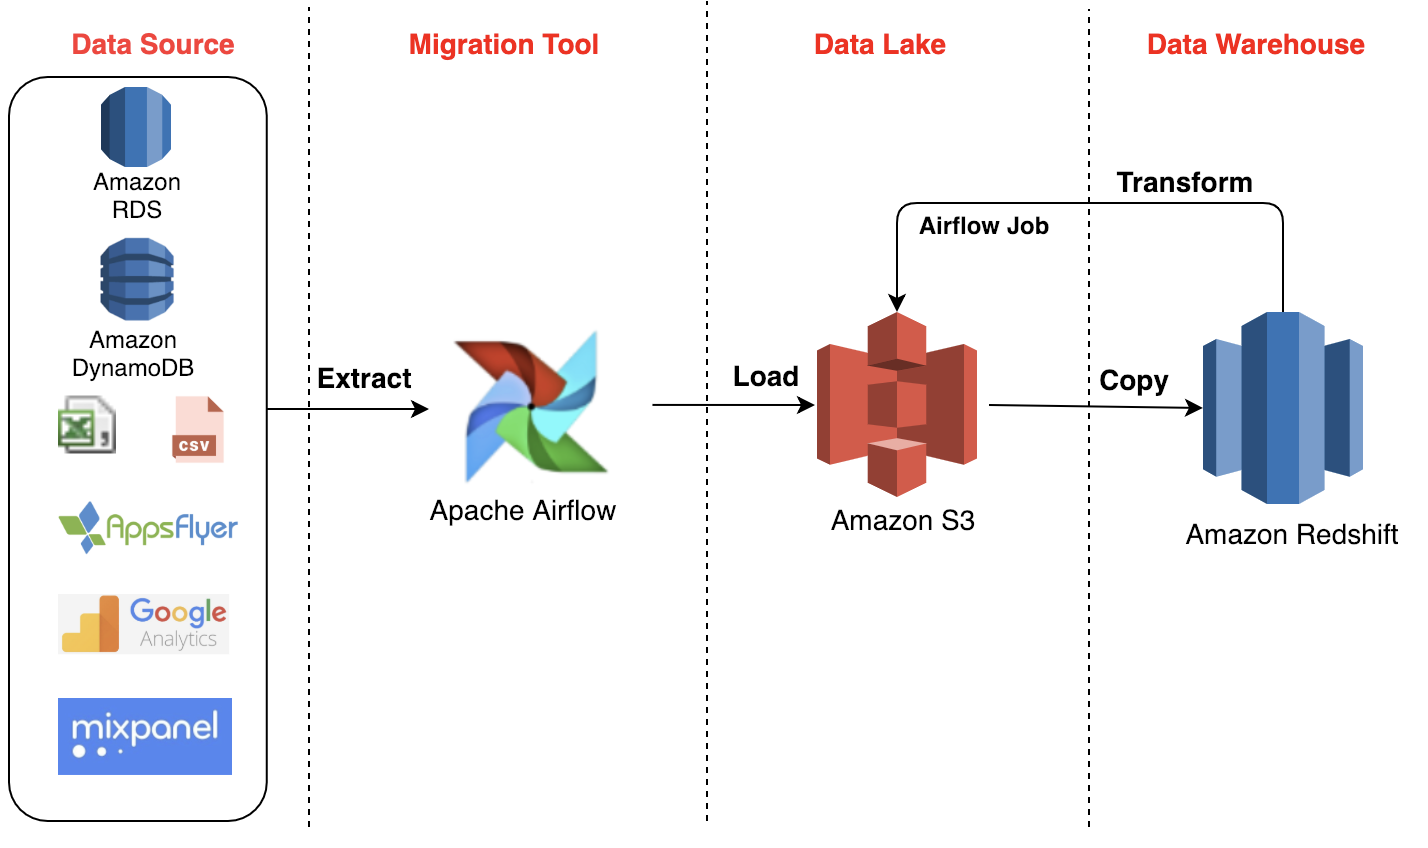 Data Source
Migration Tool
Data Lake
Data Warehouse
Amazon
RDS
Amazon
DynamoDB
csv
AppsFlyer
Google
Analytics
mixpanel
Extract
Apache Airflow
Load
Amazon S3
Transform
Airflow Job
Copy
Amazon Redshift